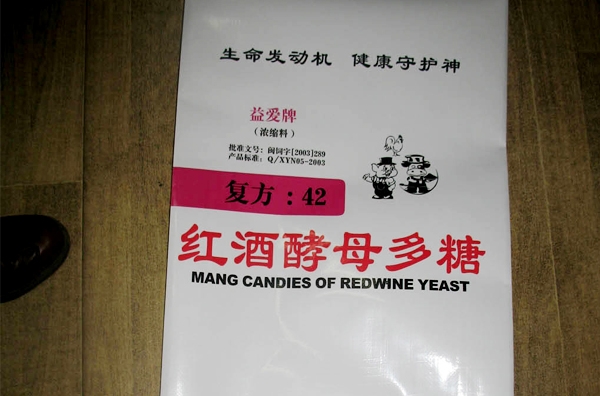 生命发动机 健康守护神
益爱牌
（浓缩料）
批准文号：闽饲字[2003]289
产品标准：Q/XYN05-2003
复方：42
红酒酵母多糖
MANG CANDIES OF REDWINE YEAST